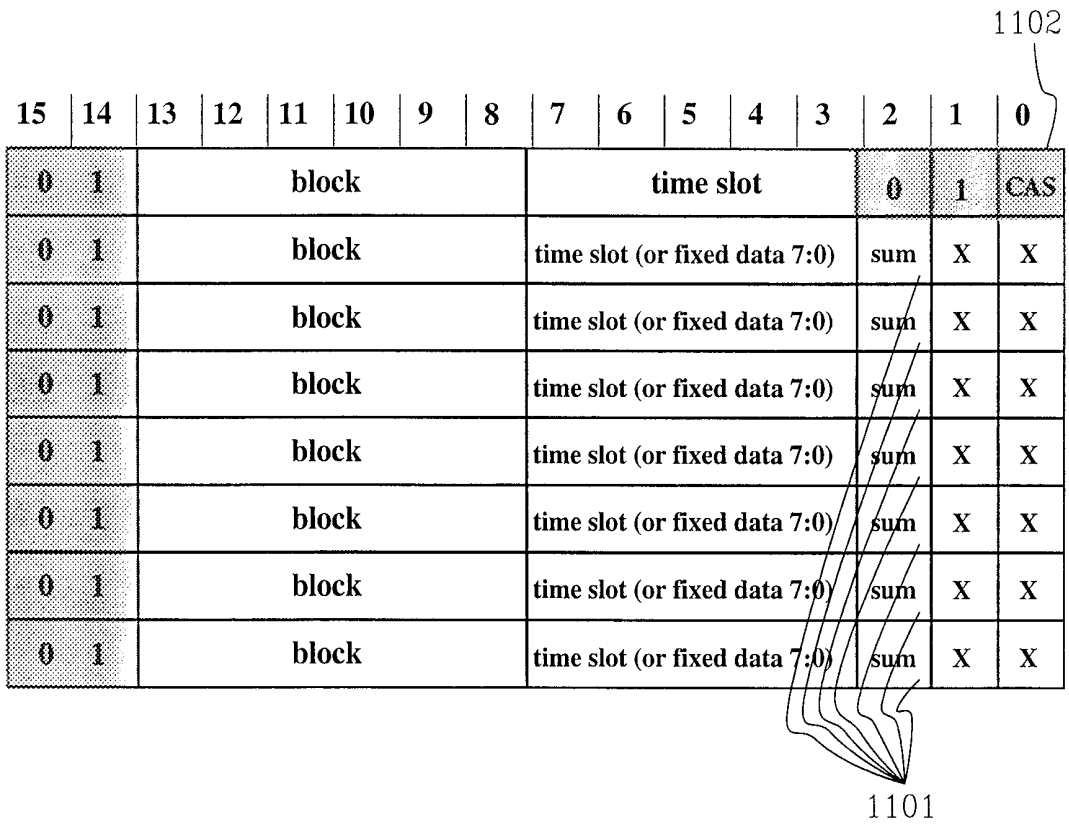 1102
15 14 13 12 11 10 9 8 7 6 5 4 3 2 1 0
0 1 block time slot 0 1 CAS
0 1 block time slot (or fixed data 7:0) sum X X
0 1 block time slot (or fixed data 7:0) sum X X
0 1 block time slot (or fixed data 7:0) sum X X
0 1 block time slot (or fixed data 7:0) sum X X
0 1 block time slot (or fixed data 7:0) sum X X
0 1 block time slot (or fixed data 7:0) sum X X
0 1 block time slot (or fixed data 7:0) sum X X
1101